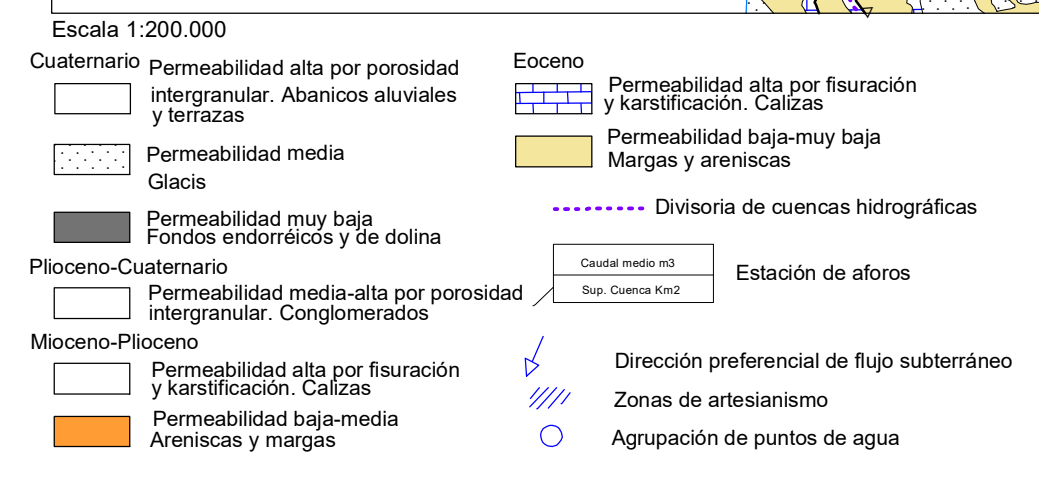 Escala 1:200.000
Cuaternario
Permeabilidad alta por porosidad
intergranular. Abanicos aluviales
y terrazas
Permeabilidad media
Glacis
Permeabilidad muy baja
Fondos endorréicos y de dolina
Plioceno-Cuaternario
Permeabilidad media-alta por porosidad
intergranular. Conglomerados
Mioceno-Plioceno
Permeabilidad alta por fisuración
y karstificación. Calizas
Permeabilidad baja-media
Areniscas y margas
Eoceno
Permeabilidad alta por fisuración
y karstificación. Calizas
Permeabilidad baja-muy baja
Margas y areniscas
Divisoria de cuencas hidrográficas
Caudal medio m3
Sup. Cuenca Km2
Estación de aforos
Dirección preferencial de flujo subterráneo
Zonas de artesianismo
Agrupación de puntos de agua